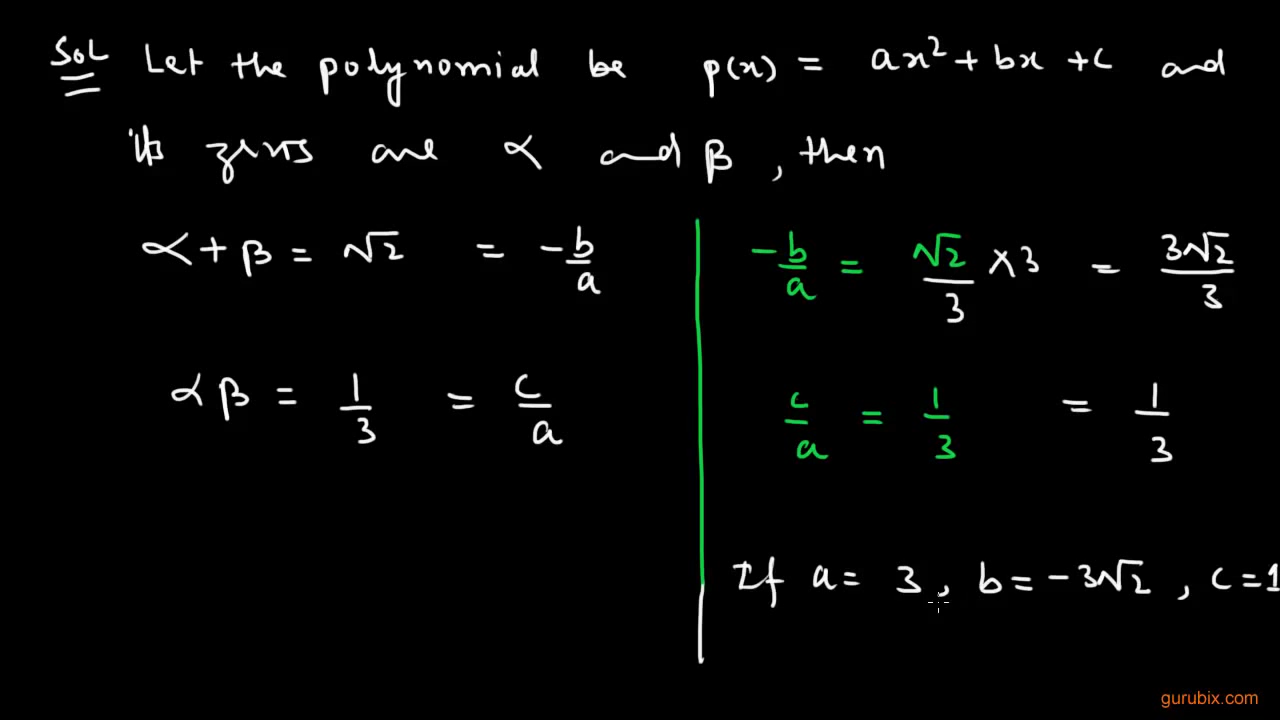 Sol Let the polynomial be p(x) = ax² + bx + c and
its zeros are α and β, then
α + β = √2 = -b/a
αβ = 1/3 = c/a
-b/a = √2/3 × 3 = 3√2/3
c/a = 1/3 = 1/3
If a = 3, b = -3√2, c = 1
gurubix.com